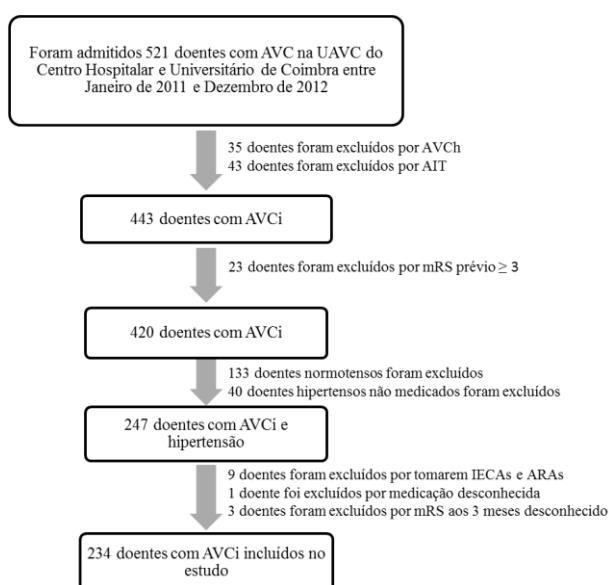 Foram admitidos 521 doentes com AVC na UAVC do
Centro Hospitalar e Universitário de Coimbra entre
Janeiro de 2011 e Dezembro de 2012
35 doentes foram excluídos por AVCh
43 doentes foram excluídos por AIT
443 doentes com AVCi
23 doentes foram excluídos por mRS prévio ≥ 3
420 doentes com AVCi
133 doentes normotensos foram excluídos
40 doentes hipertensos não medicados foram excluídos
247 doentes com AVCi e
hipertensão
9 doentes foram excluídos por tomarem IECAs e ARAs
1 doente foi excluídos por medicação desconhecida
3 doentes foram excluídos por mRS aos 3 meses desconhecido
234 doentes com AVCi incluídos no
estudo